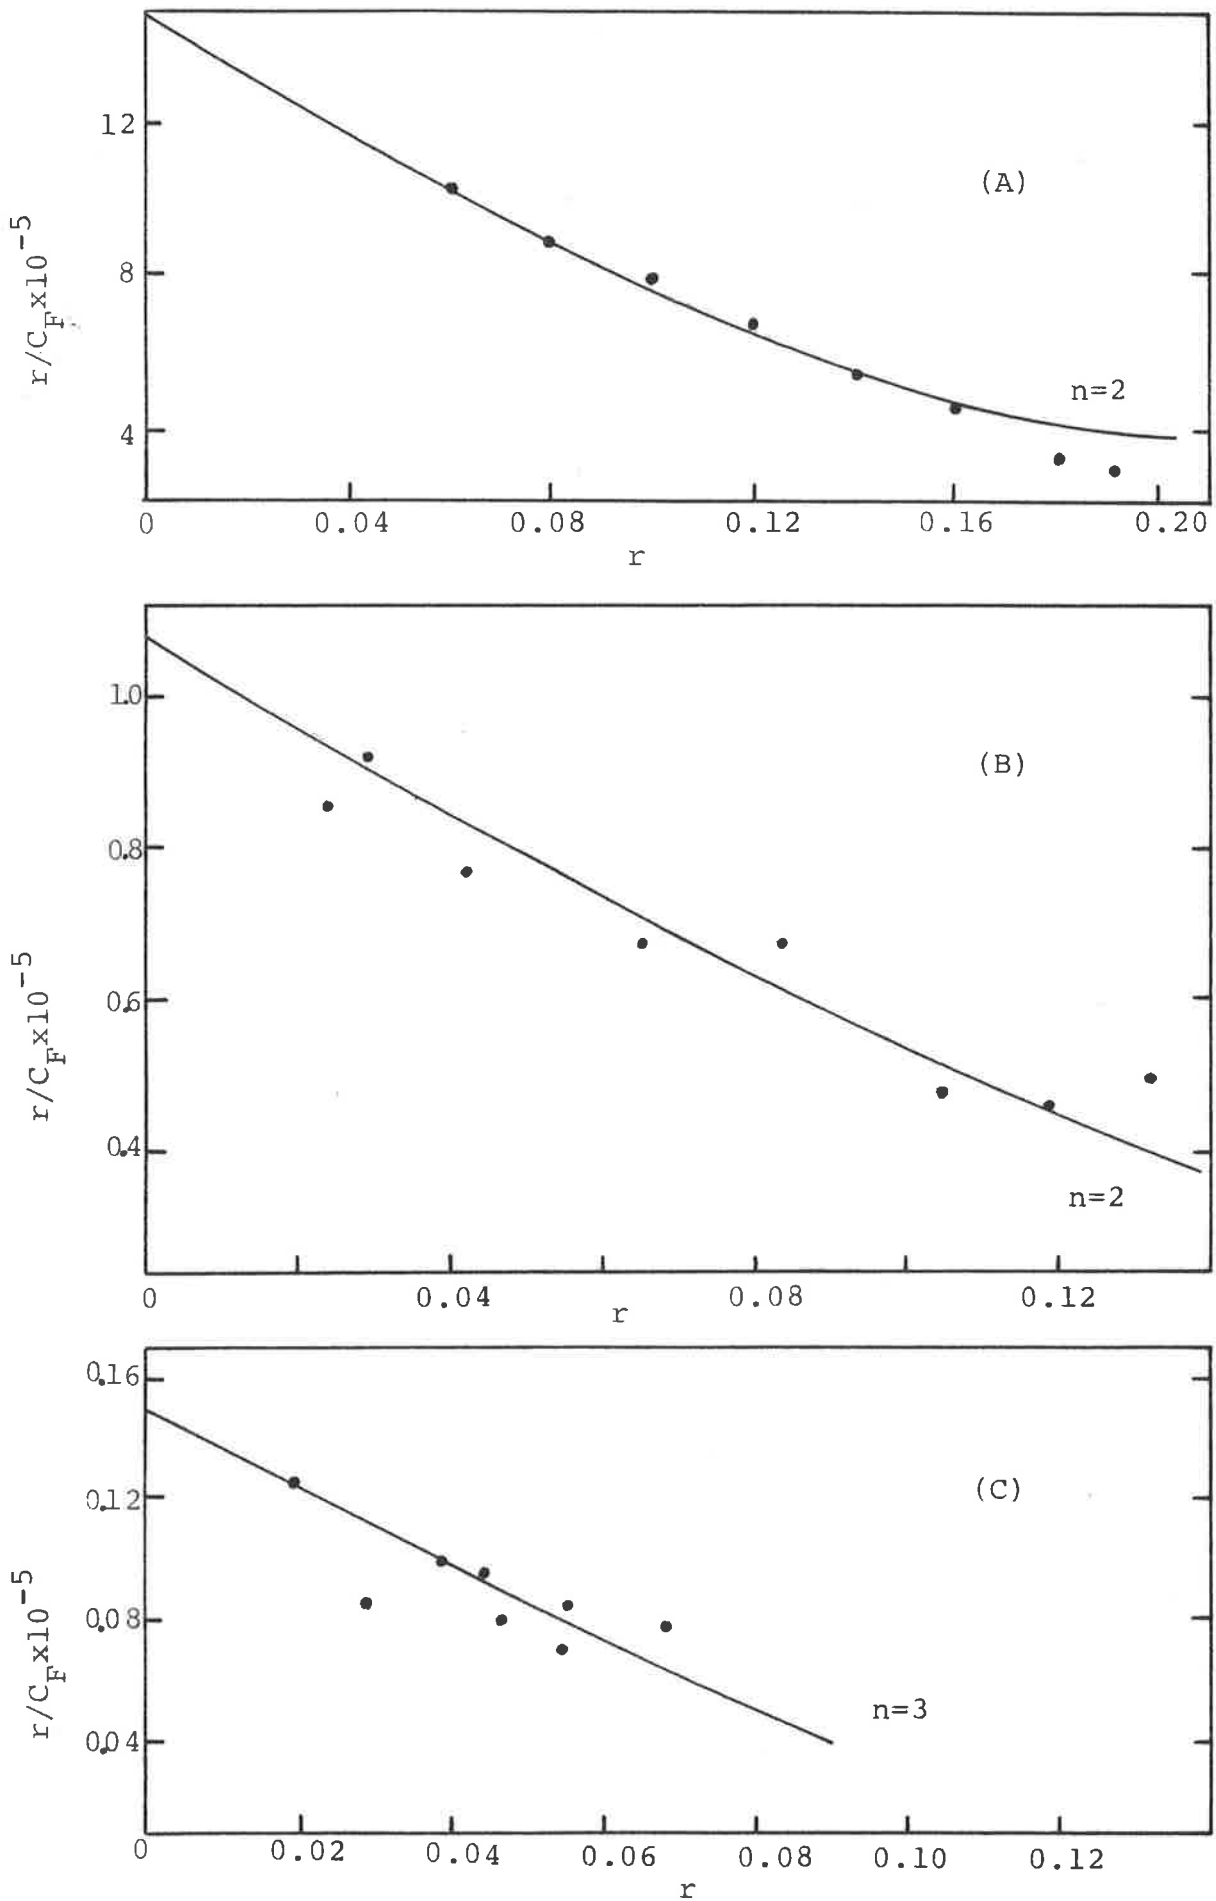 12
(A)
8
r/C_F x10^-5
n=2
4
0 0.04 0.08 0.12 0.16 0.20
r
1.0
(B)
0.8
r/C_F x10^-5
0.6
0.4
n=2
0 0.04 0.08 0.12
r
0.16
(C)
0.12
r/C_F x10^-5
0.08
n=3
0.04
0 0.02 0.04 0.06 0.08 0.10 0.12
r